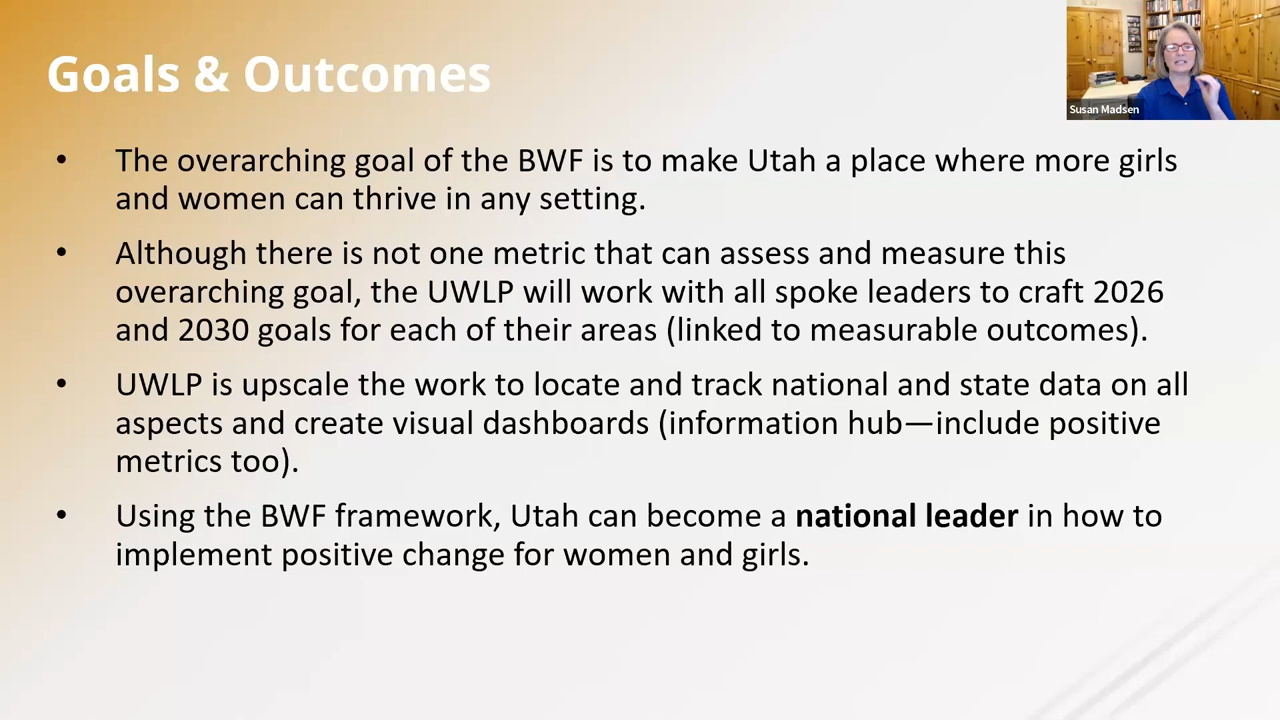 Goals & Outcomes
Susan Madsen
• The overarching goal of the BWF is to make Utah a place where more girls
and women can thrive in any setting.
• Although there is not one metric that can assess and measure this
overarching goal, the UWLP will work with all spoke leaders to craft 2026
and 2030 goals for each of their areas (linked to measurable outcomes).
• UWLP is upscale the work to locate and track national and state data on all
aspects and create visual dashboards (information hub—include positive
metrics too).
• Using the BWF framework, Utah can become a national leader in how to
implement positive change for women and girls.